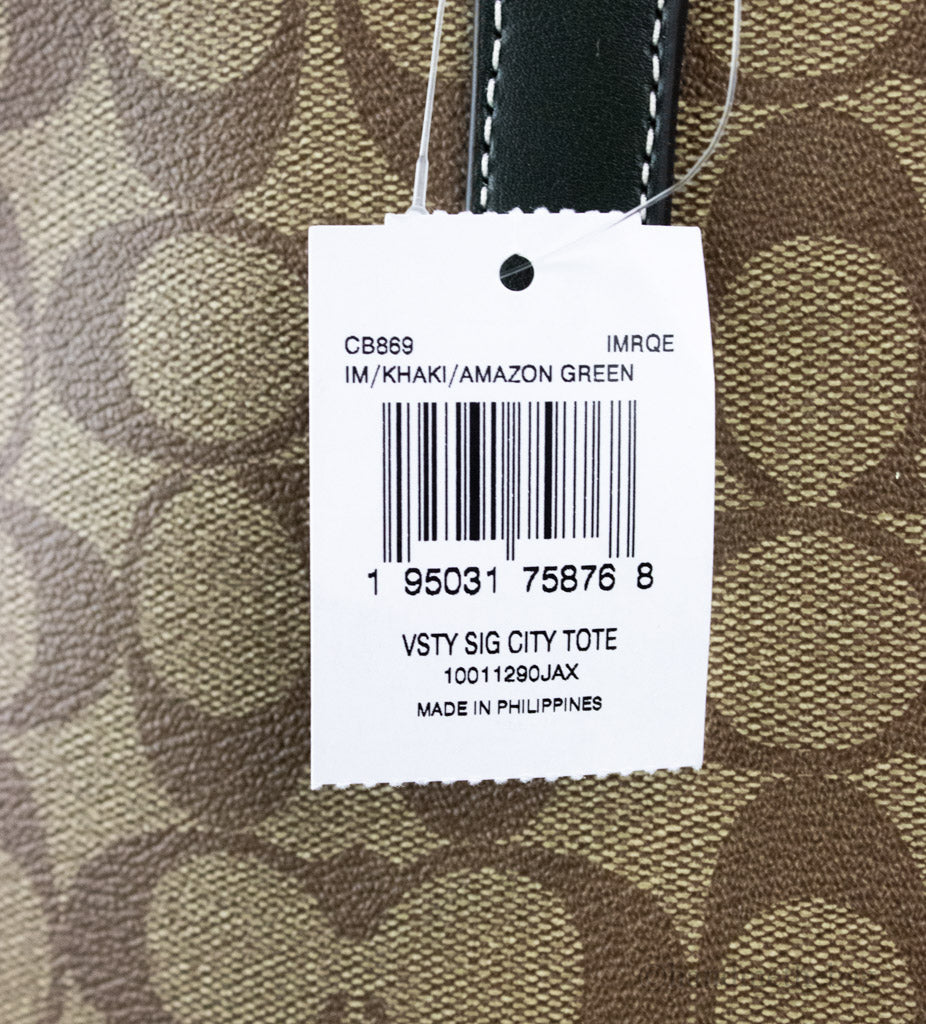 CB869 IMRQE
IM/KHAKI/AMAZON GREEN
1 95031 75876 8
VSTY SIG CITY TOTE
10011290JAX
MADE IN PHILIPPINES